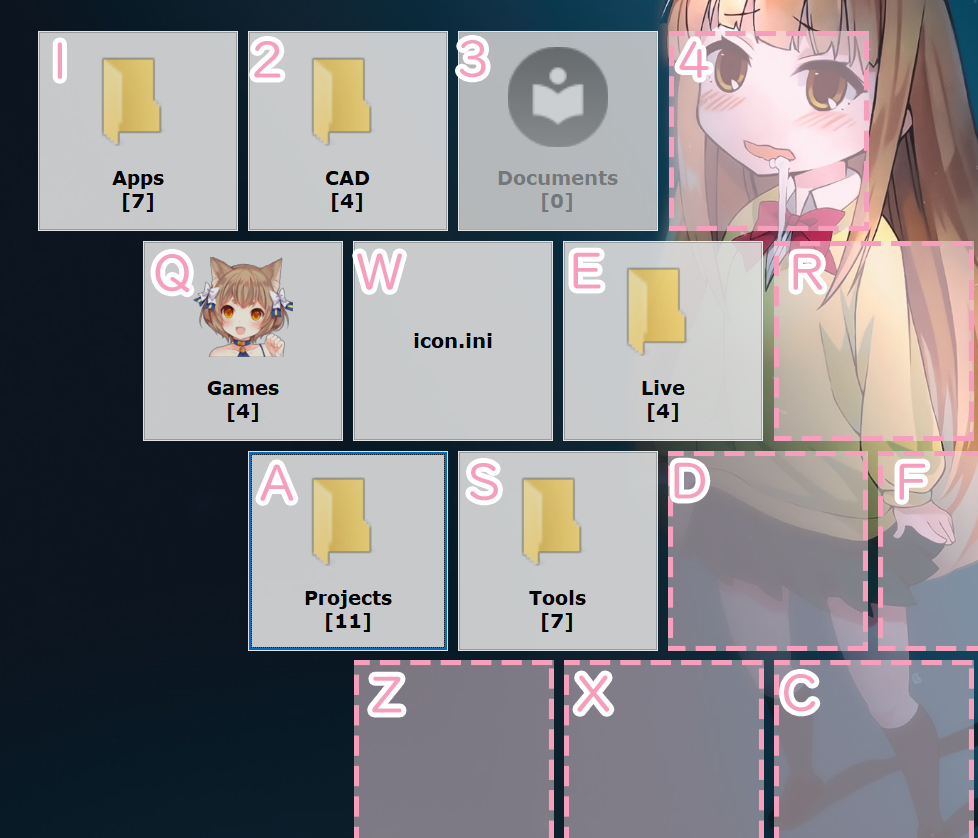 1
2
3
4
Apps
[7]
CAD
[4]
Documents
[0]
Q
W
E
R
icon.ini
Games
[4]
Live
[4]
A
S
D
F
Projects
[11]
Tools
[7]
Z
X
C